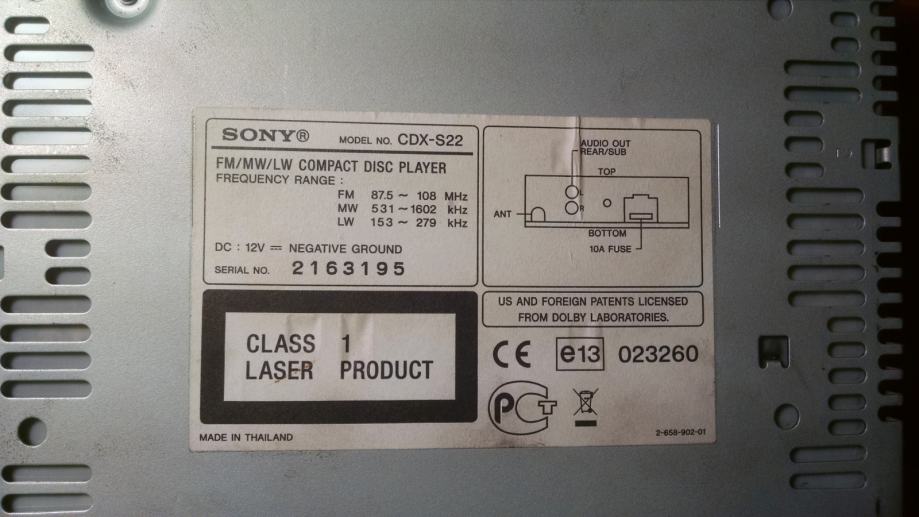 SONY®
MODEL NO. CDX-S22
FM/MW/LW COMPACT DISC PLAYER
FREQUENCY RANGE :
FM 87.5 ~ 108 MHz
MW 531 ~ 1602 kHz
LW 153 ~ 279 kHz
DC : 12V ⎓ NEGATIVE GROUND
SERIAL NO. 2163195
AUDIO OUT
REAR/SUB
TOP
L
R
ANT
BOTTOM
10A FUSE
US AND FOREIGN PATENTS LICENSED
FROM DOLBY LABORATORIES.
CLASS 1
LASER PRODUCT
CE e13 023260
PCT
MADE IN THAILAND
2-658-902-01